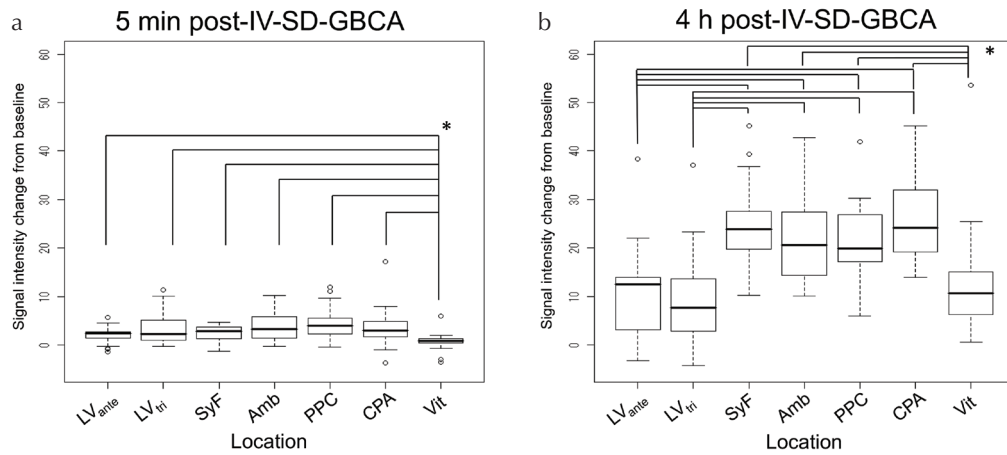 a
5 min post-IV-SD-GBCA
Signal intensity change from baseline
60
50
40
30
20
10
0
*
LVante
LVtri
SyF
Amb
PPC
CPA
Vit
Location
b
4 h post-IV-SD-GBCA
Signal intensity change from baseline
60
50
40
30
20
10
0
*
LVante
LVtri
SyF
Amb
PPC
CPA
Vit
Location